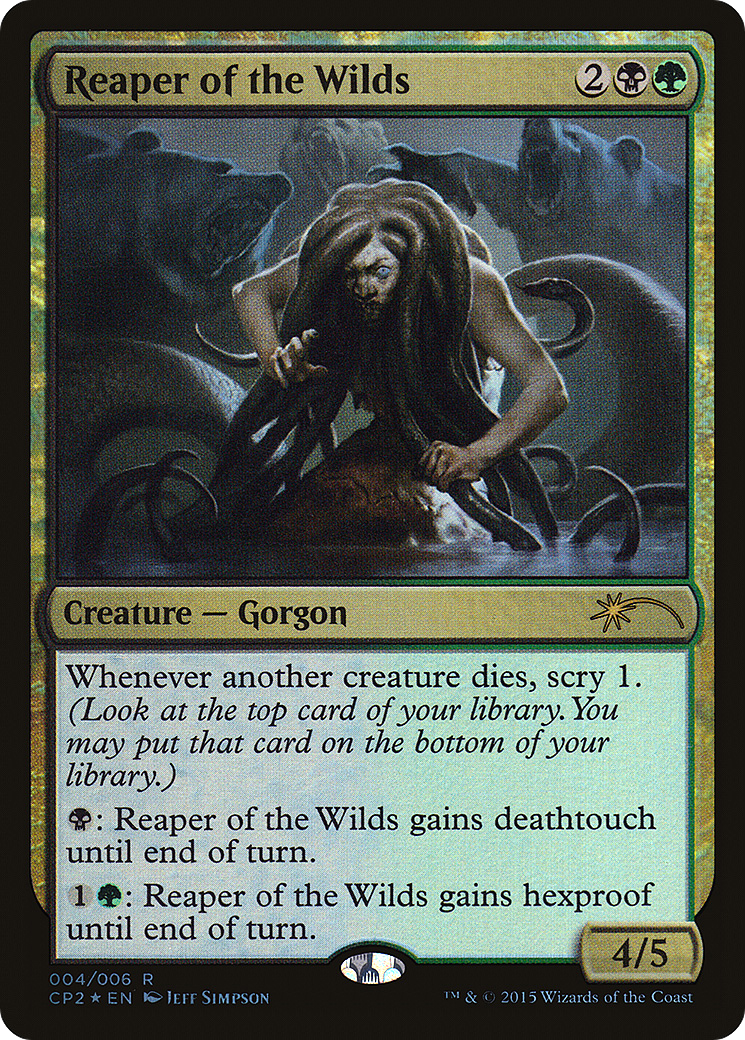 Reaper of the Wilds 2
Creature — Gorgon
Whenever another creature dies, scry 1.
(Look at the top card of your library. You
may put that card on the bottom of your
library.)
: Reaper of the Wilds gains deathtouch
until end of turn.
1 : Reaper of the Wilds gains hexproof
until end of turn.
4/5
004/006 R
CP2 ★ EN Jeff Simpson
™ & © 2015 Wizards of the Coast